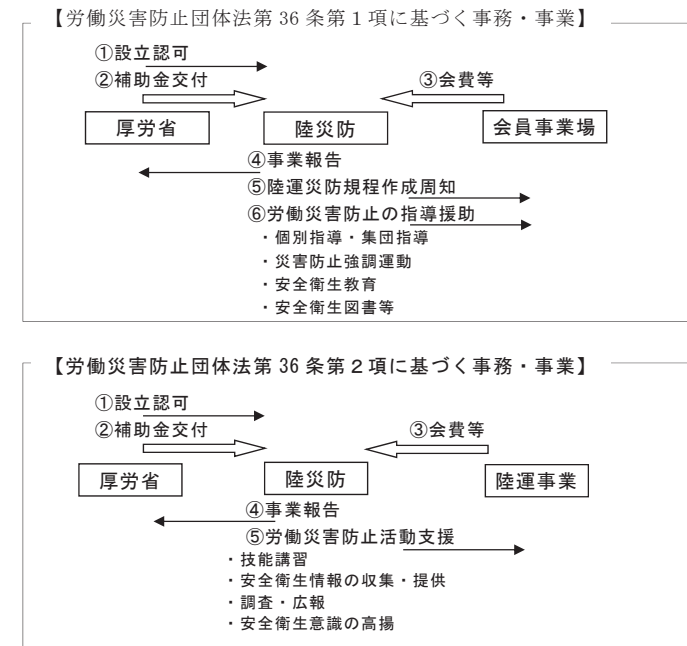 【労働災害防止団体法第36条第1項に基づく事務・事業】
①設立認可
②補助金交付
③会費等
厚労省
陸災防
会員事業場
④事業報告
⑤陸運災防規程作成周知
⑥労働災害防止の指導援助
・個別指導・集団指導
・災害防止強調運動
・安全衛生教育
・安全衛生図書等
【労働災害防止団体法第36条第2項に基づく事務・事業】
①設立認可
②補助金交付
③会費等
厚労省
陸災防
陸運事業
④事業報告
⑤労働災害防止活動支援
・技能講習
・安全衛生情報の収集・提供
・調査・広報
・安全衛生意識の高揚